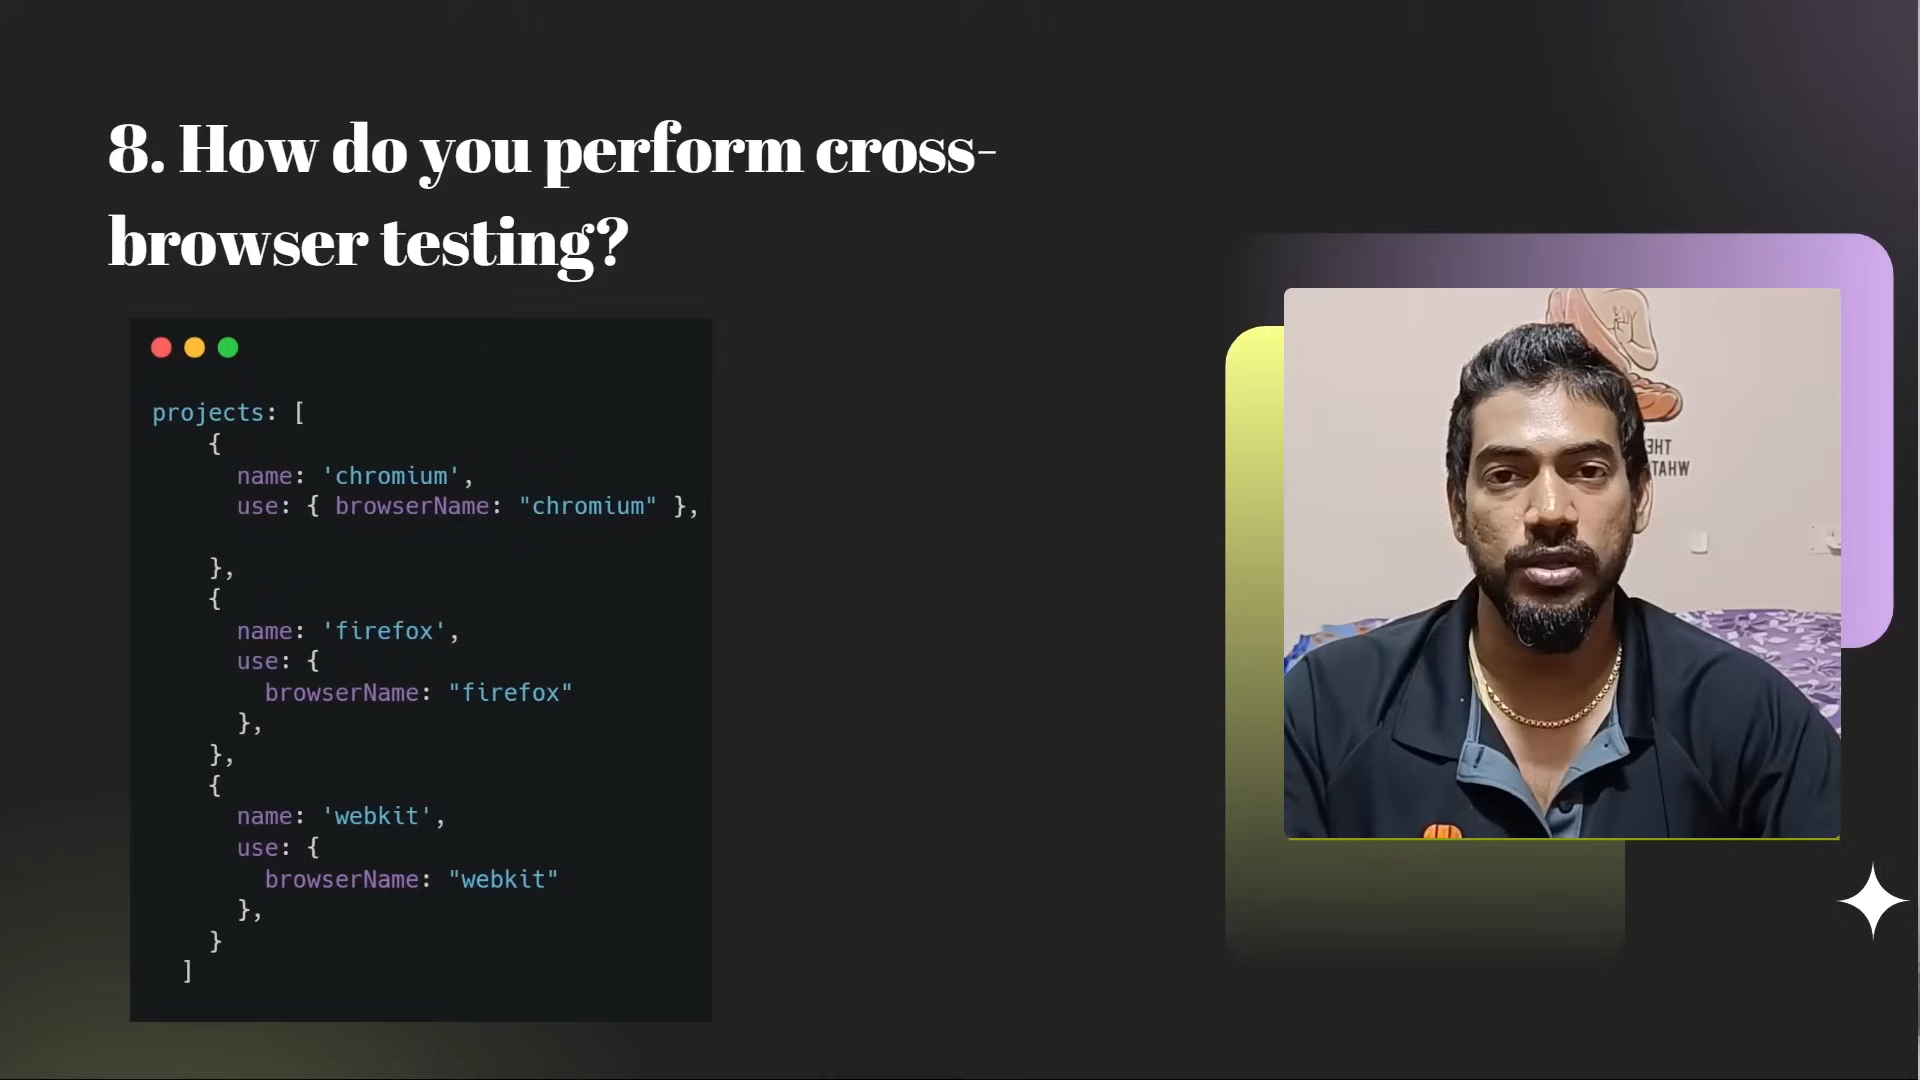 8. How do you perform cross-
browser testing?
projects: [
{
name: 'chromium',
use: { browserName: "chromium" },
},
{
name: 'firefox',
use: {
browserName: "firefox"
},
},
{
name: 'webkit',
use: {
browserName: "webkit"
},
}
]